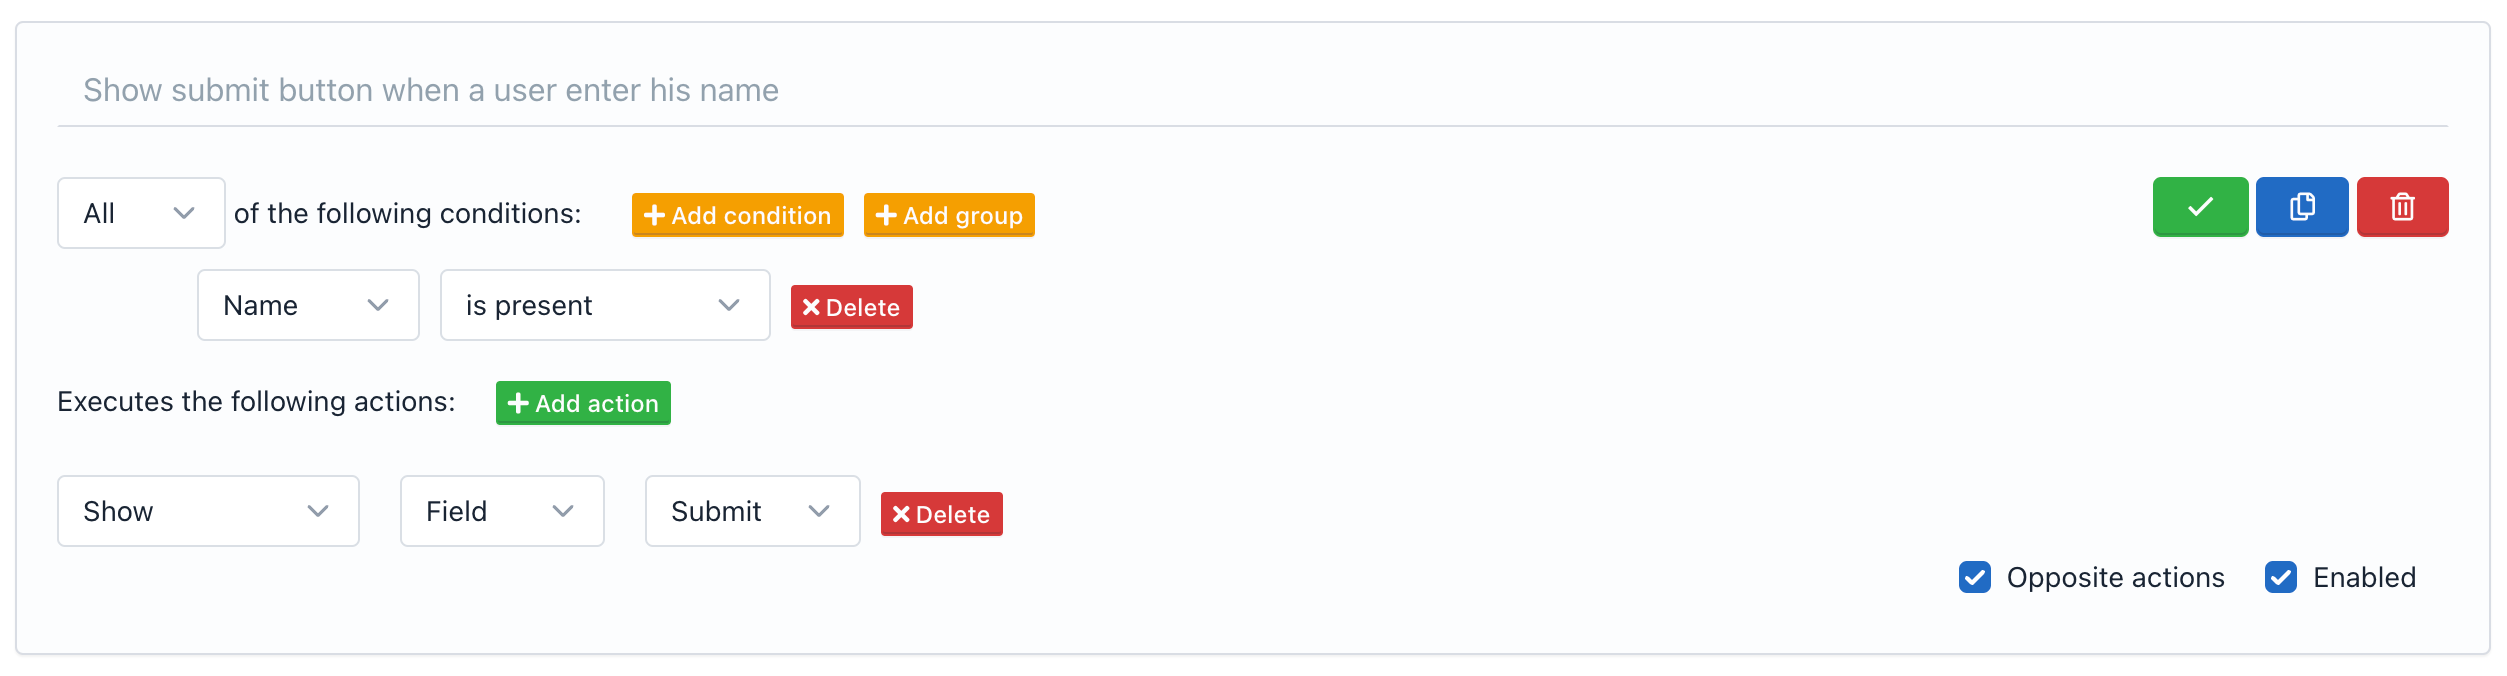 Show submit button when a user enter his name
All of the following conditions: Add condition Add group
Name is present Delete
Executes the following actions: Add action
Show Field Submit Delete
Opposite actions Enabled